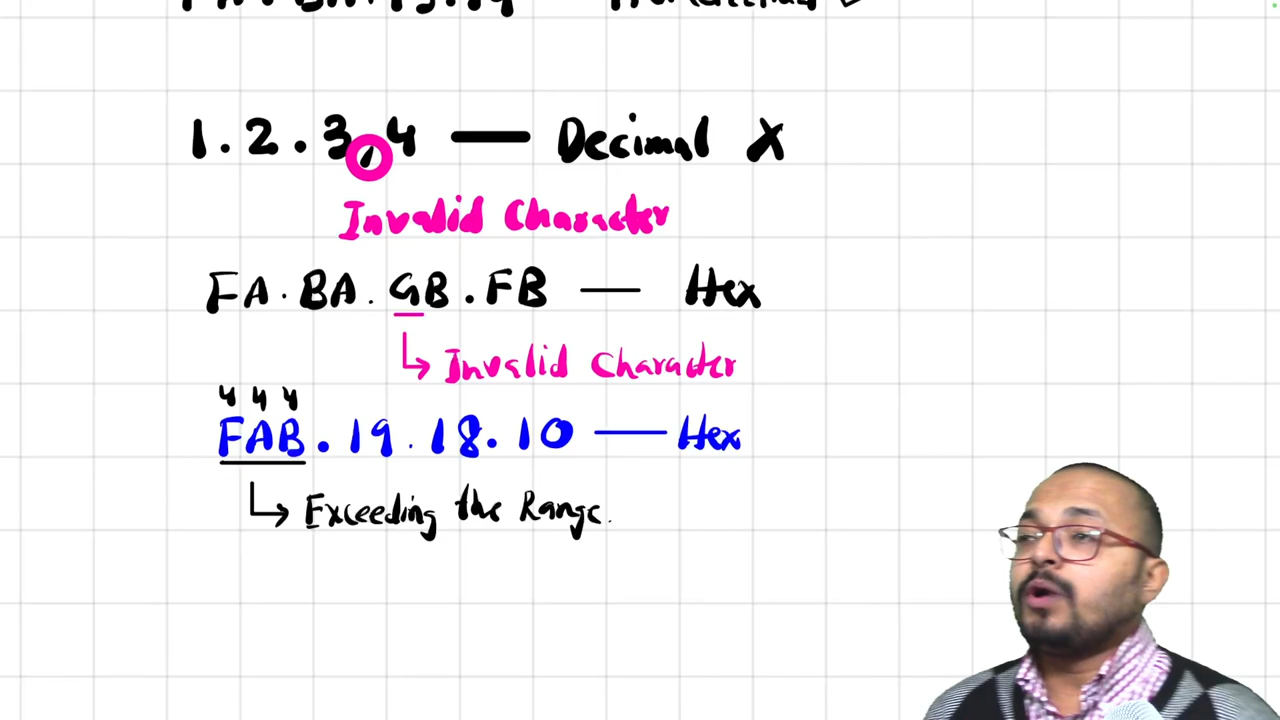 1.2.3,4 — Decimal X
Invalid Character
FA.BA.GB.FB — Hex
↳ Invalid Character
4 4 4
FAB.19.18.10 — Hex
↳ Exceeding the Range.